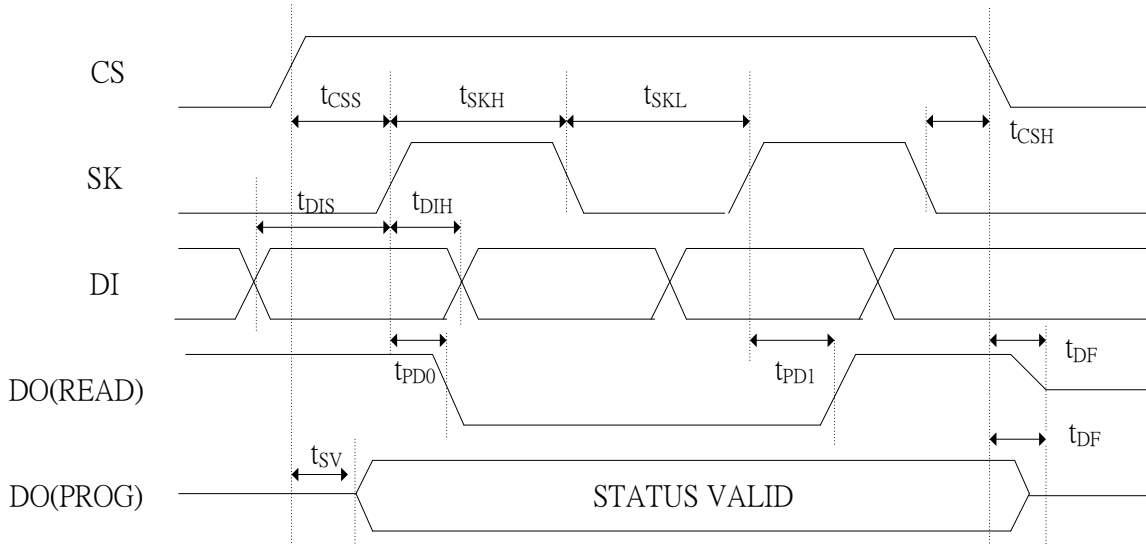 CS
tCSS
tSKH
tSKL
tCSH
SK
tDIS
tDIH
DI
tPD0
tPD1
tDF
DO(READ)
tDF
tSV
DO(PROG)
STATUS VALID